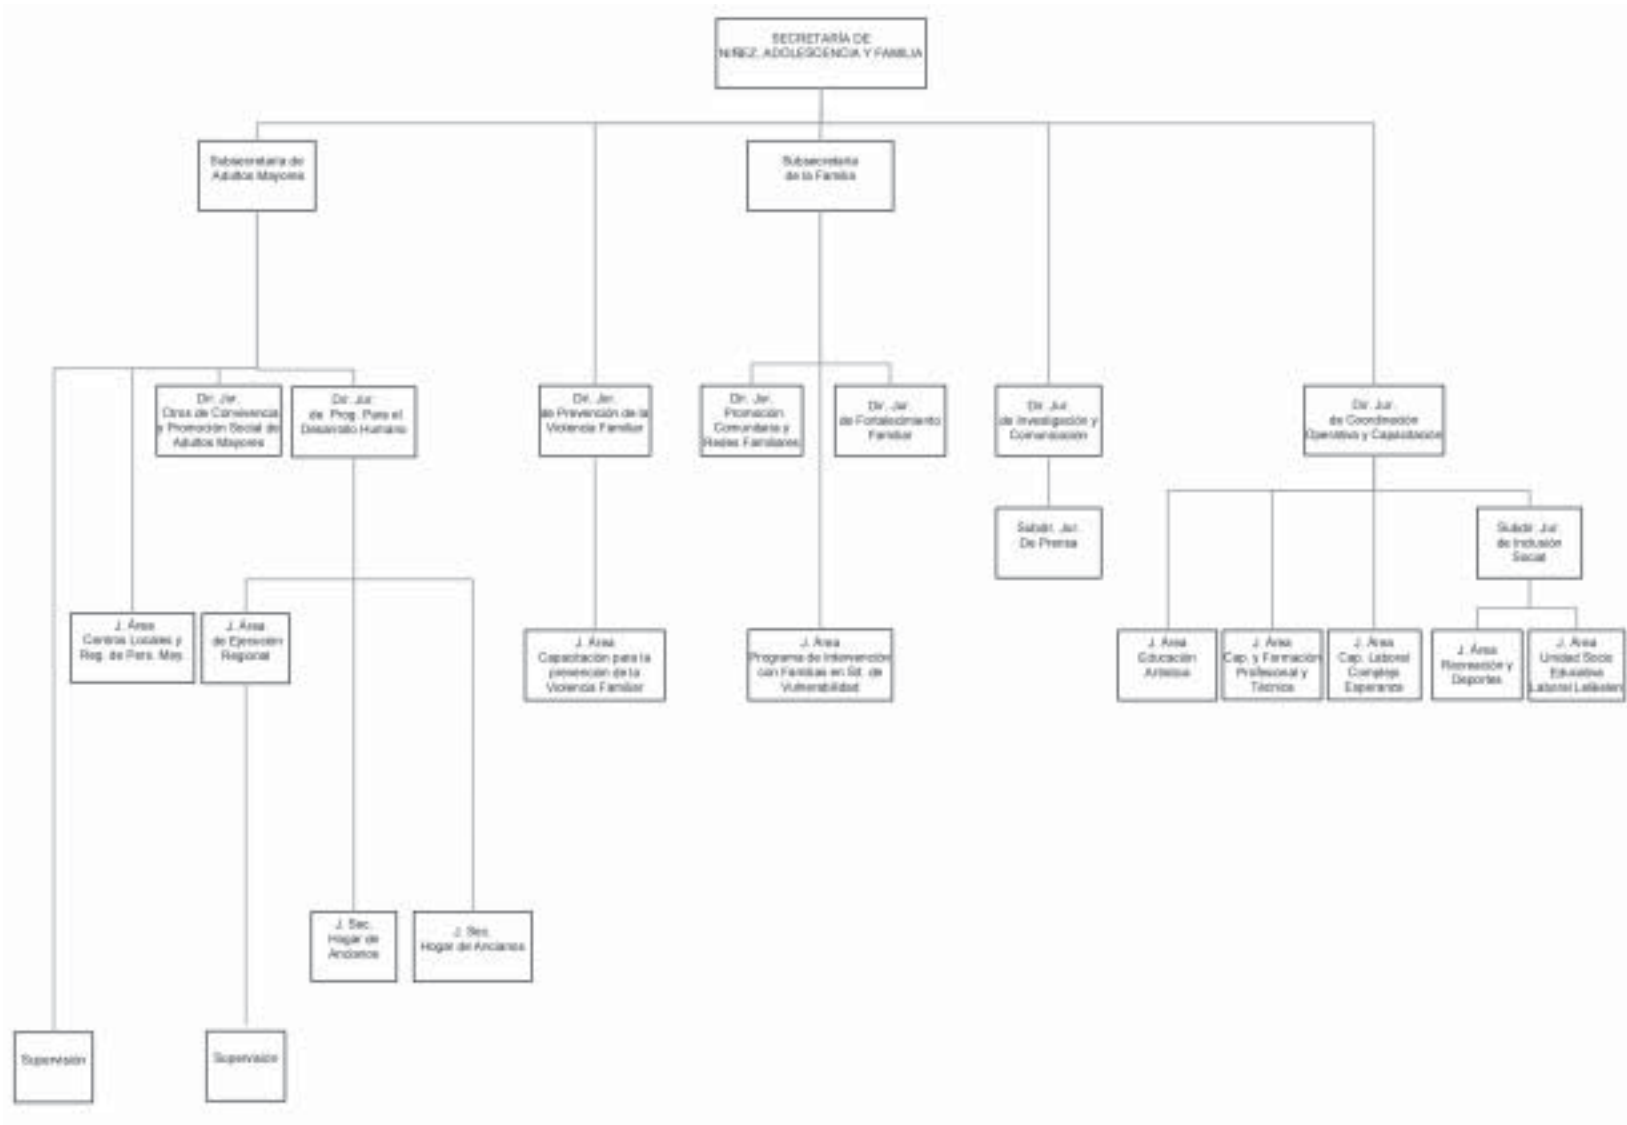 SECRETARÍA DE
NIÑEZ, ADOLESCENCIA Y FAMILIA
Subsecretaría de
Adultos Mayores
Subsecretaría
de la Familia
Dir. Jur.
Ctros de Convivencia
y Promoción Social de
Adultos Mayores
Dir. Jur.
de Prog. Para el
Desarrollo Humano
Dir. Jur.
de Prevención de la
Violencia Familiar
Dir. Jur.
Promoción
Comunitaria y
Redes Familiares
Dir. Jur.
de Fortalecimiento
Familiar
Dir. Jur.
de Investigación y
Comunicación
Dir. Jur.
de Coordinación
Operativa y Capacitación
Subdir. Jur.
De Prensa
Subdir. Jur.
de Inclusión
Social
J. Área
Centros Locales y
Reg. de Pers. May.
J. Área
de Ejecución
Regional
J. Área
Capacitación para la
prevención de la
Violencia Familiar
J. Área
Programa de Intervención
con Familias en Sit. de
Vulnerabilidad
J. Área
Educación
Artística
J. Área
Cap. y Formación
Profesional y
Técnica
J. Área
Cap. Laboral
Complejo
Esperanza
J. Área
Recreación y
Deportes
J. Área
Unidad Socio
Educativa
Laboral
J. Sec.
Hogar de
Ancianos
J. Sec.
Hogar de Ancianos
Supervisión
Supervisión